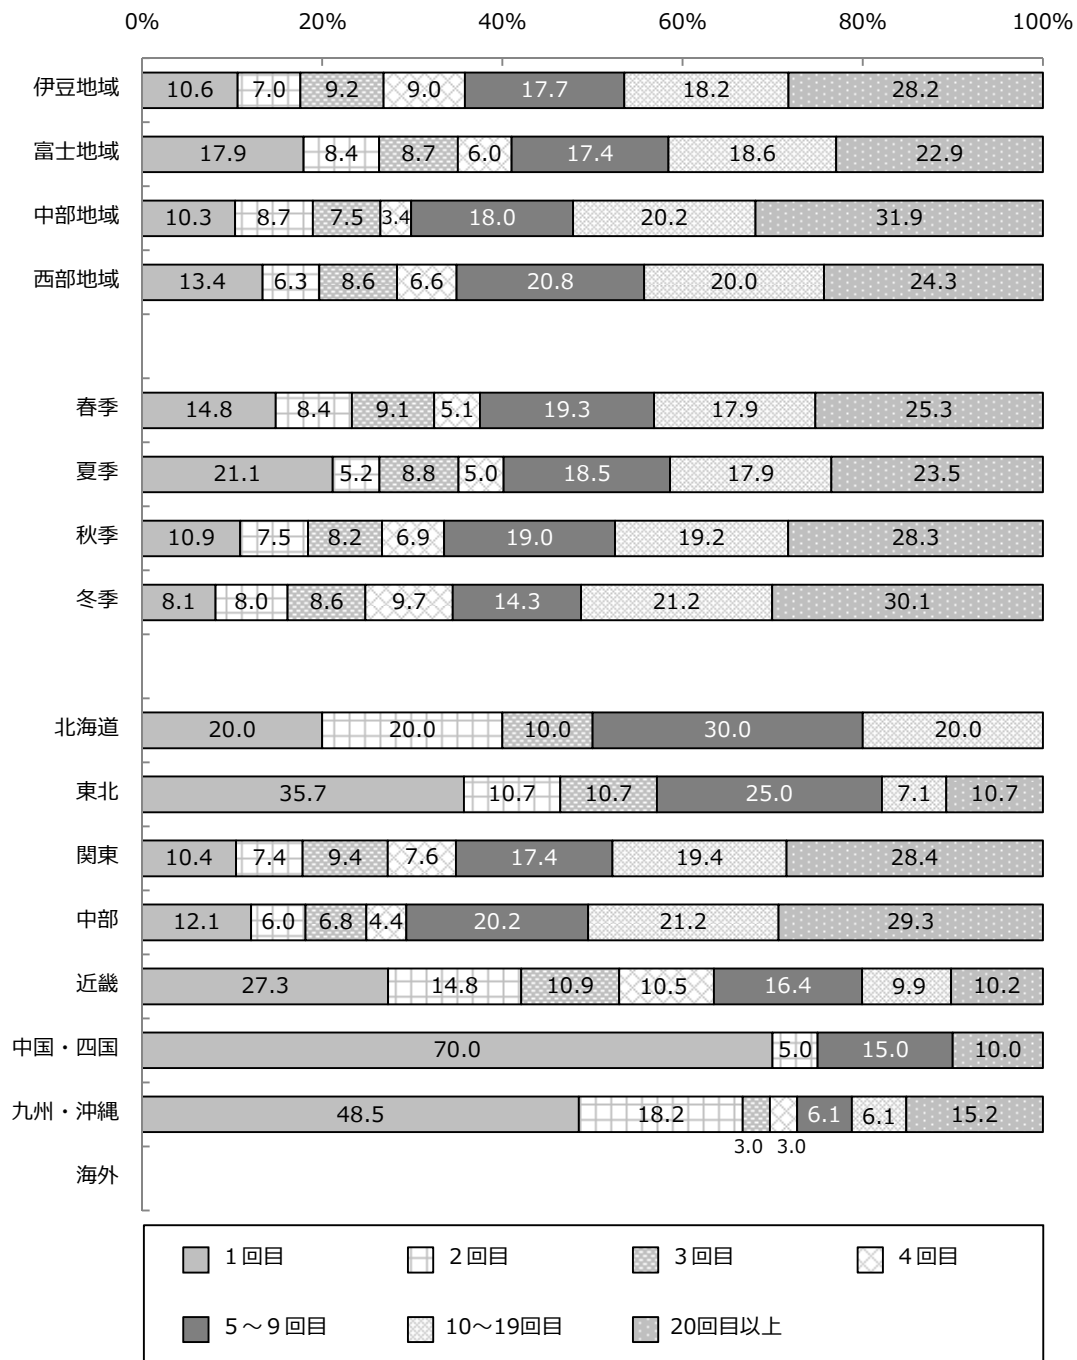 0% 20% 40% 60% 80% 100%
伊豆地域 10.6 7.0 9.2 9.0 17.7 18.2 28.2
富士地域 17.9 8.4 8.7 6.0 17.4 18.6 22.9
中部地域 10.3 8.7 7.5 3.4 18.0 20.2 31.9
西部地域 13.4 6.3 8.6 6.6 20.8 20.0 24.3
春季 14.8 8.4 9.1 5.1 19.3 17.9 25.3
夏季 21.1 5.2 8.8 5.0 18.5 17.9 23.5
秋季 10.9 7.5 8.2 6.9 19.0 19.2 28.3
冬季 8.1 8.0 8.6 9.7 14.3 21.2 30.1
北海道 20.0 20.0 10.0 30.0 20.0
東北 35.7 10.7 10.7 25.0 7.1 10.7
関東 10.4 7.4 9.4 7.6 17.4 19.4 28.4
中部 12.1 6.0 6.8 4.4 20.2 21.2 29.3
近畿 27.3 14.8 10.9 10.5 16.4 9.9 10.2
中国・四国 70.0 5.0 15.0 10.0
九州・沖縄 48.5 18.2 6.1 6.1 15.2
3.0 3.0
海外
１回目 ２回目 ３回目 ４回目
５～９回目 10～19回目 20回目以上